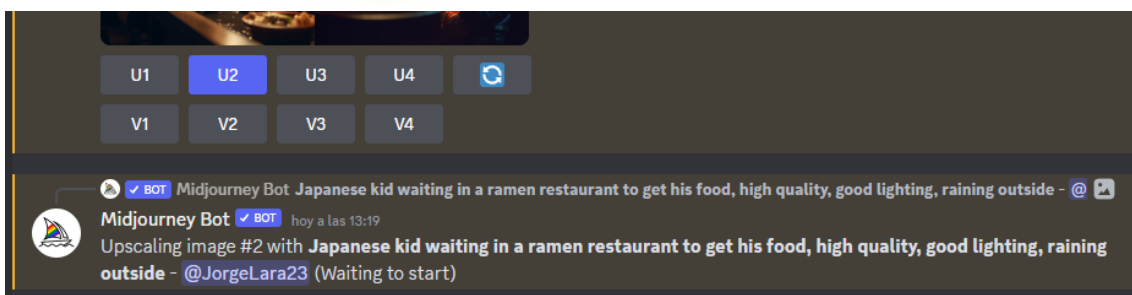 U1 U2 U3 U4
V1 V2 V3 V4
BOT Midjourney Bot Japanese kid waiting in a ramen restaurant to get his food, high quality, good lighting, raining outside - @
Midjourney Bot BOT hoy a las 13:19
Upscaling image #2 with Japanese kid waiting in a ramen restaurant to get his food, high quality, good lighting, raining
outside - @JorgeLara23 (Waiting to start)